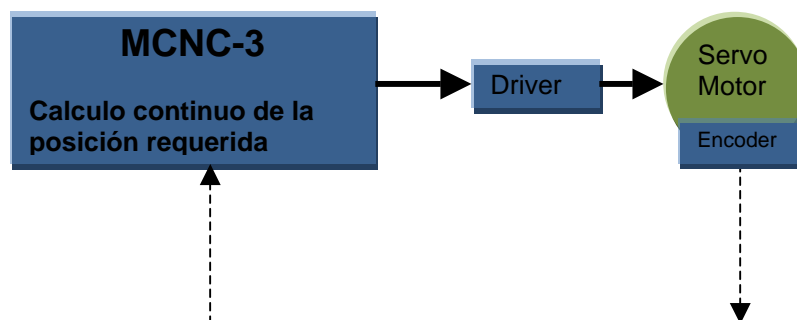 MCNC-3
Calculo continuo de la
posición requerida
Driver
Servo
Motor
Encoder